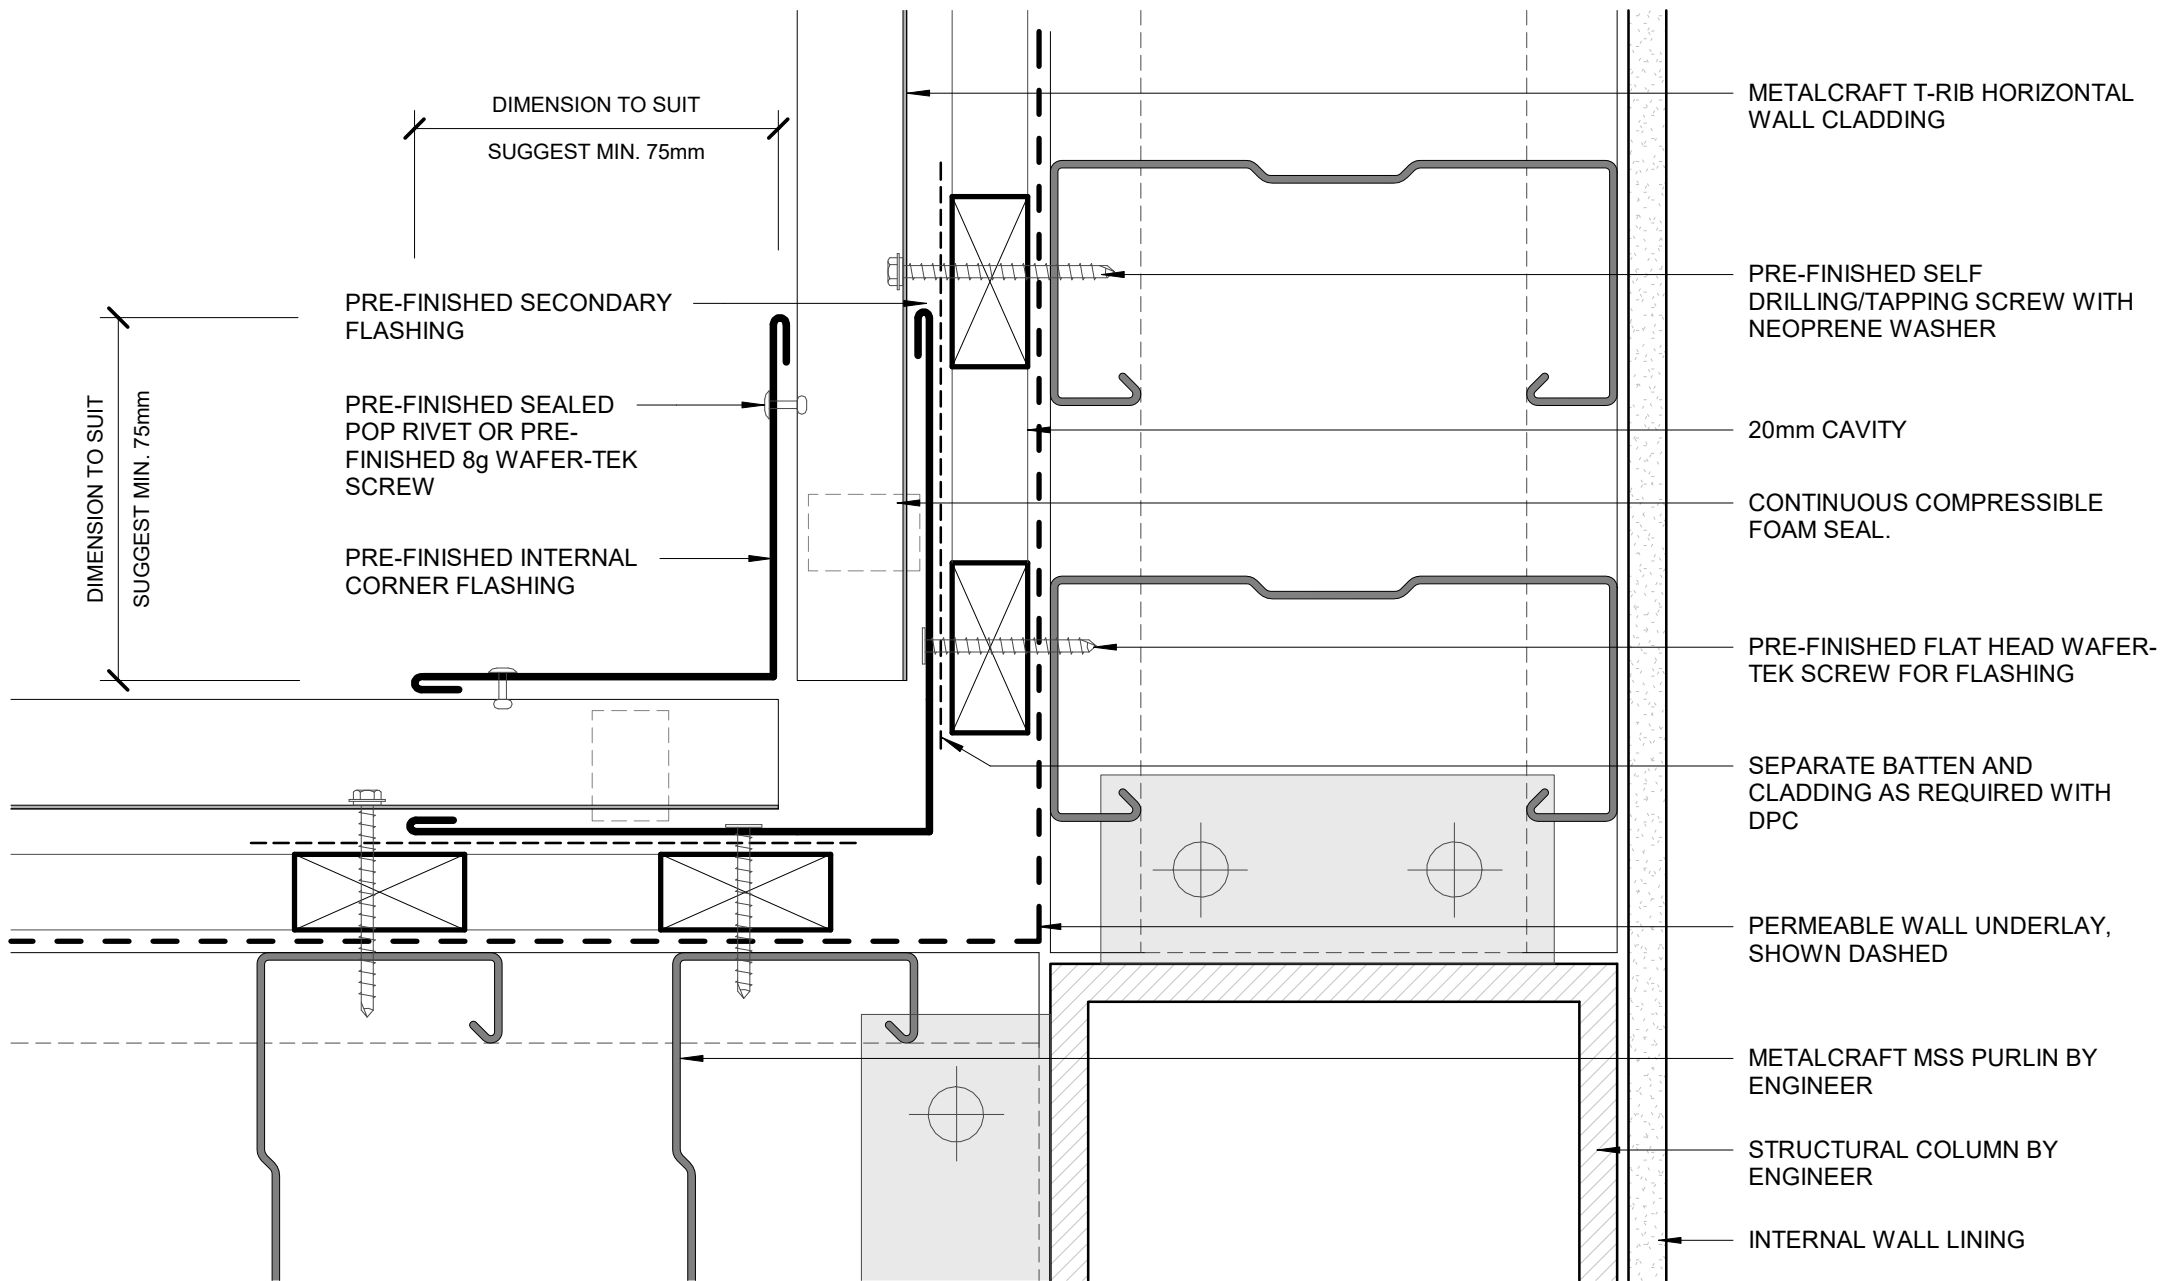 DIMENSION TO SUIT
SUGGEST MIN. 75mm
PRE-FINISHED SECONDARY
FLASHING
PRE-FINISHED SEALED
POP RIVET OR PRE-
FINISHED 8g WAFER-TEK
SCREW
PRE-FINISHED INTERNAL
CORNER FLASHING
DIMENSION TO SUIT
SUGGEST MIN. 75mm
METALCRAFT T-RIB HORIZONTAL
WALL CLADDING
PRE-FINISHED SELF
DRILLING/TAPPING SCREW WITH
NEOPRENE WASHER
20mm CAVITY
CONTINUOUS COMPRESSIBLE
FOAM SEAL.
PRE-FINISHED FLAT HEAD WAFER-
TEK SCREW FOR FLASHING
SEPARATE BATTEN AND
CLADDING AS REQUIRED WITH
DPC
PERMEABLE WALL UNDERLAY,
SHOWN DASHED
METALCRAFT MSS PURLIN BY
ENGINEER
STRUCTURAL COLUMN BY
ENGINEER
INTERNAL WALL LINING